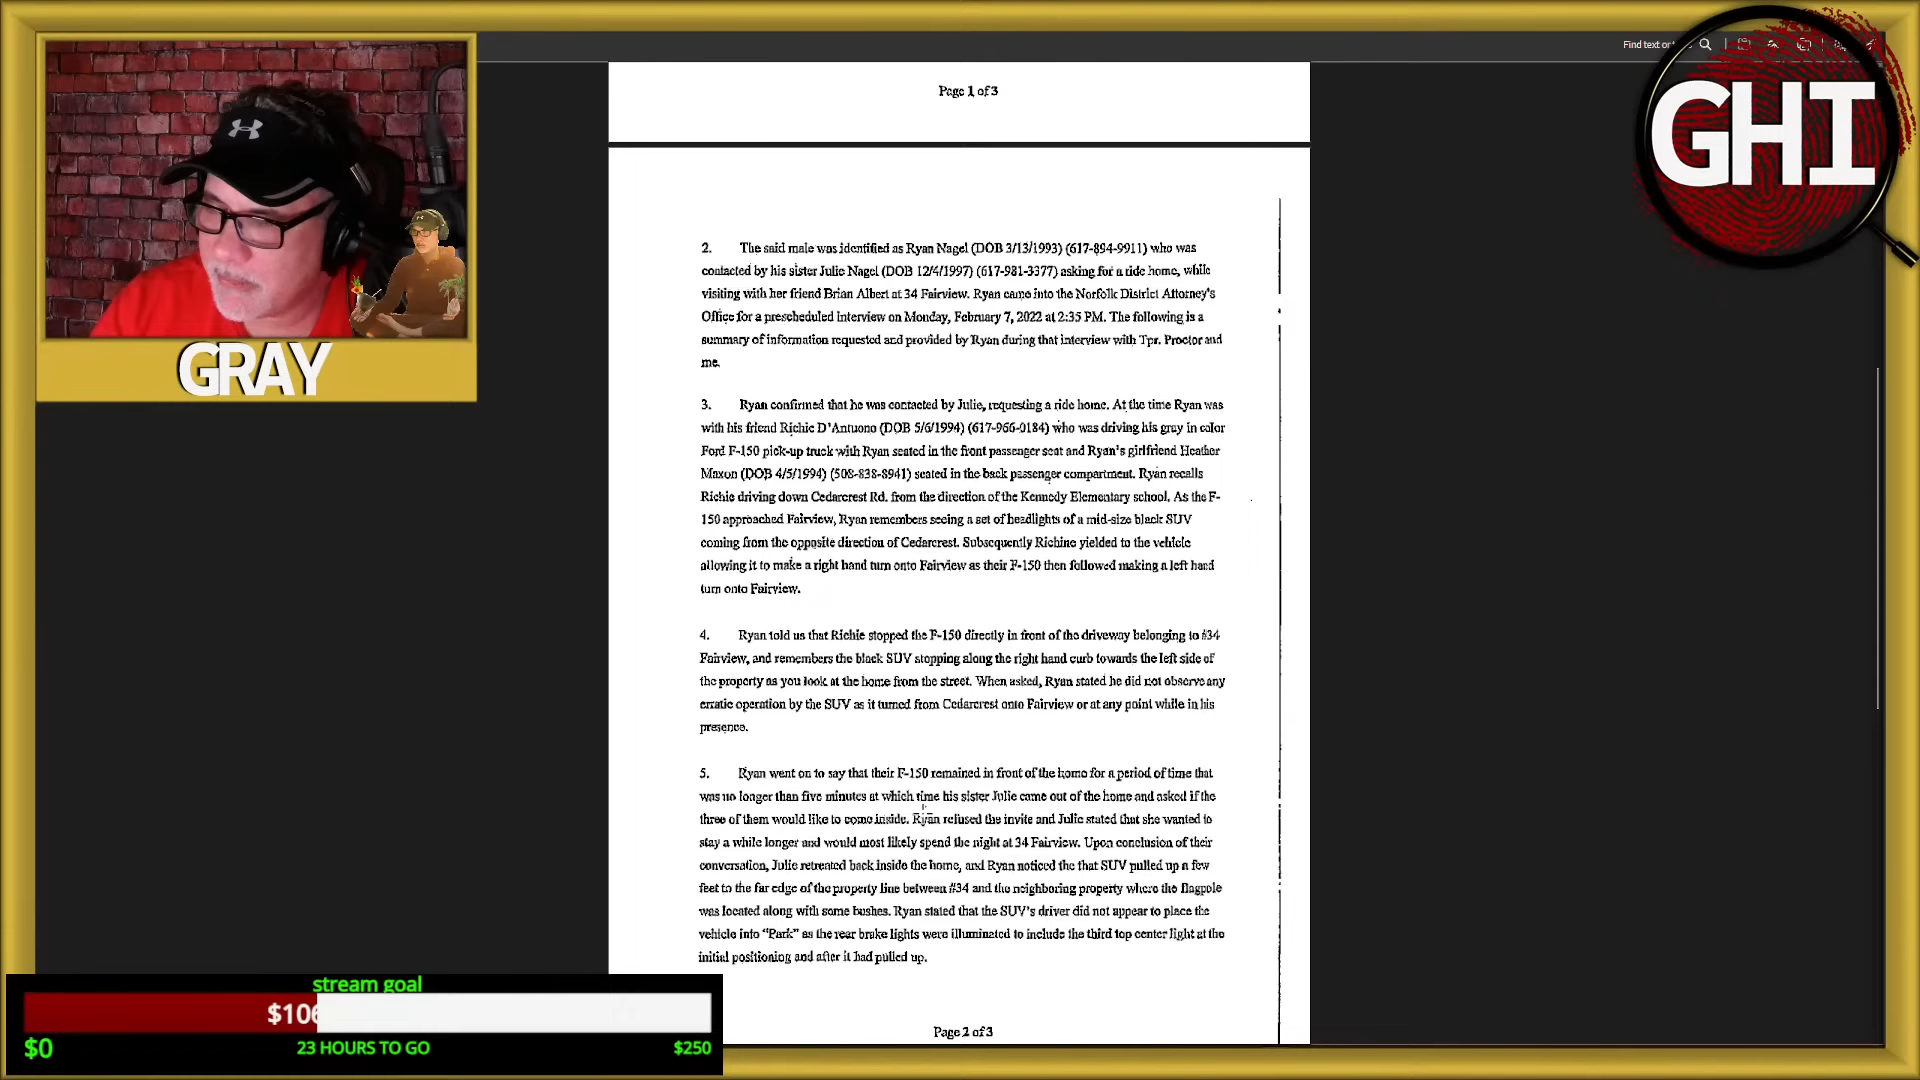 Find text or
GHI
GRAY
Page 1 of 3
2. The said male was identified as Ryan Nagel (DOB 3/13/1993) (617-894-9911) who was
contacted by his sister Julie Nagel (DOB 12/4/1997) (617-981-3377) asking for a ride home, while
visiting with her friend Brian Albert at 34 Fairview. Ryan came into the Norfolk District Attorney's
Office for a prescheduled interview on Monday, February 7, 2022 at 2:35 PM. The following is a
summary of information requested and provided by Ryan during that interview with Tpr. Proctor and
me.
3. Ryan confirmed that he was contacted by Julie, requesting a ride home. At the time Ryan was
with his friend Richie D'Antuono (DOB 5/6/1994) (617-966-0184) who was driving his gray in color
Ford F-150 pick-up truck with Ryan seated in the front passenger seat and Ryan's girlfriend Heather
Maxon (DOB 4/5/1994) (508-838-8941) seated in the back passenger compartment. Ryan recalls
Richie driving down Cedarcrest Rd. from the direction of the Kennedy Elementary school. As the F-
150 approached Fairview, Ryan remembers seeing a set of headlights of a mid-size black SUV
coming from the opposite direction of Cedarcrest. Subsequently Richine yielded to the vehicle
allowing it to make a right hand turn onto Fairview as their F-150 then followed making a left hand
turn onto Fairview.
4. Ryan told us that Richie stopped the F-150 directly in front of the driveway belonging to #34
Fairview, and remembers the black SUV stopping along the right hand curb towards the left side of
the property as you look at the home from the street. When asked, Ryan stated he did not observe any
erratic operation by the SUV as it turned from Cedarcrest onto Fairview or at any point while in his
presence.
5. Ryan went on to say that their F-150 remained in front of the home for a period of time that
was no longer than five minutes at which time his sister Julie came out of the home and asked if the
three of them would like to come inside. Ryan refused the invite and Julie stated that she wanted to
stay a while longer and would most likely spend the night at 34 Fairview. Upon conclusion of their
conversation, Julie retreated back inside the home, and Ryan noticed the that SUV pulled up a few
feet to the far edge of the property line between #34 and the neighboring property where the flagpole
was located along with some bushes. Ryan stated that the SUV's driver did not appear to place the
vehicle into "Park" as the rear brake lights were illuminated to include the third top center light at the
initial positioning and after it had pulled up.
Page 2 of 3
stream goal
$106
$0
23 HOURS TO GO
$250